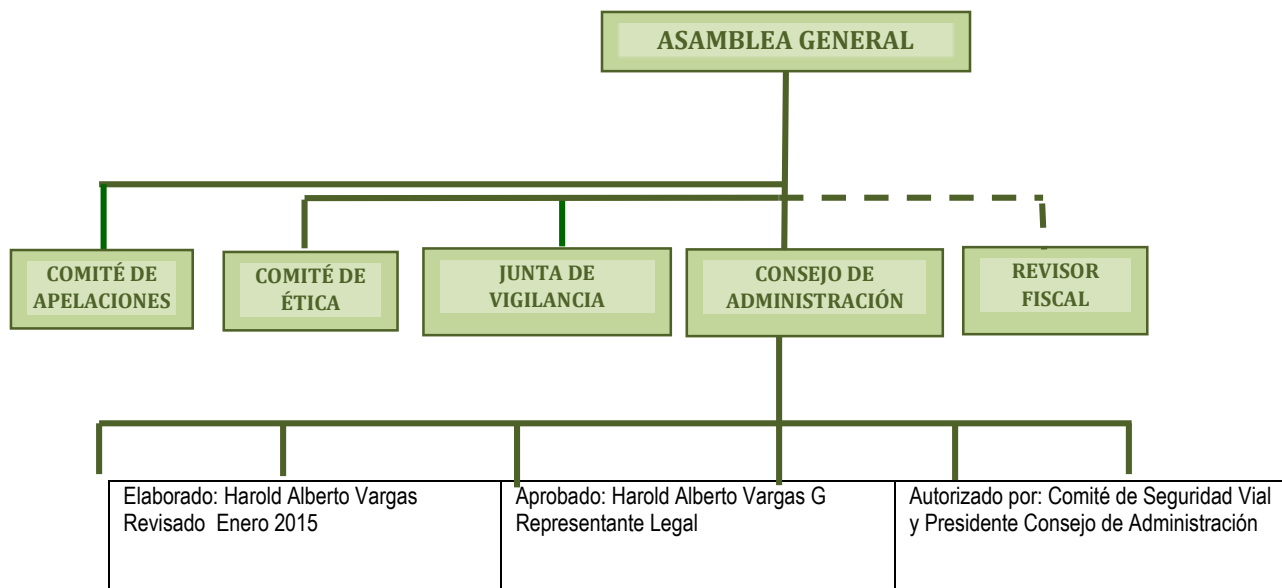 ASAMBLEA GENERAL
COMITÉ DE
APELACIONES
COMITÉ DE
ÉTICA
JUNTA DE
VIGILANCIA
CONSEJO DE
ADMINISTRACIÓN
REVISOR
FISCAL
Elaborado: Harold Alberto Vargas
Revisado Enero 2015
Aprobado: Harold Alberto Vargas G
Representante Legal
Autorizado por: Comité de Seguridad Vial
y Presidente Consejo de Administración